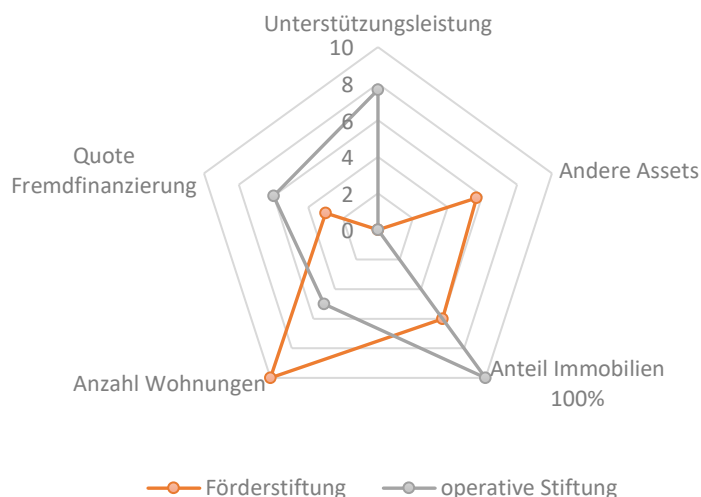 Unterstützungsleistung
10
8
6
4
2
0
Quote
Fremdfinanzierung
Andere Assets
Anzahl Wohnungen
Anteil Immobilien
100%
Förderstiftung
operative Stiftung